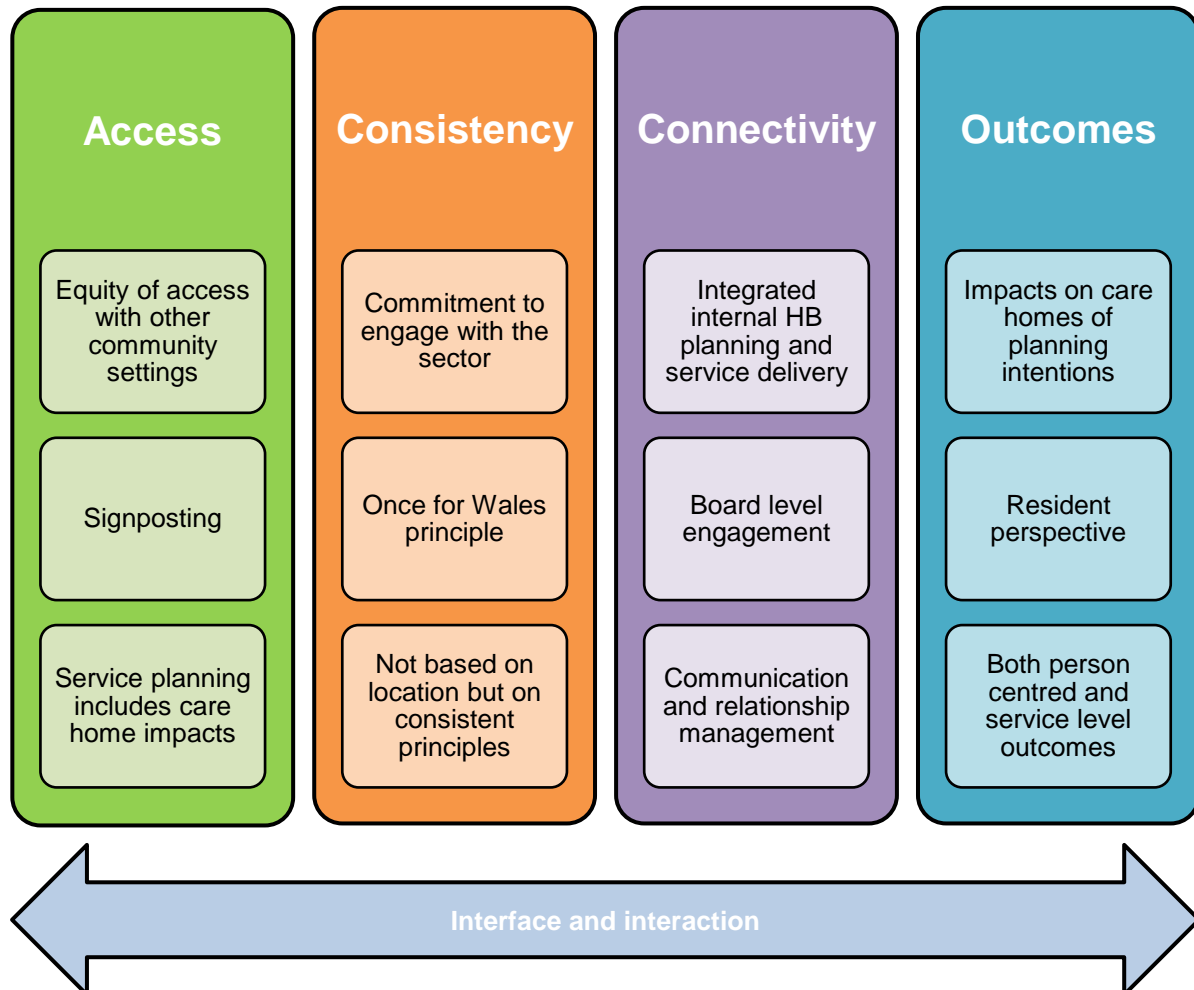 Access
Equity of access
with other
community
settings
Signposting
Service planning
includes care
home impacts
Consistency
Commitment to
engage with the
sector
Once for Wales
principle
Not based on
location but on
consistent
principles
Connectivity
Integrated
internal HB
planning and
service delivery
Board level
engagement
Communication
and relationship
management
Outcomes
Impacts on care
homes of
planning
intentions
Resident
perspective
Both person
centred and
service level
outcomes
Interface and interaction